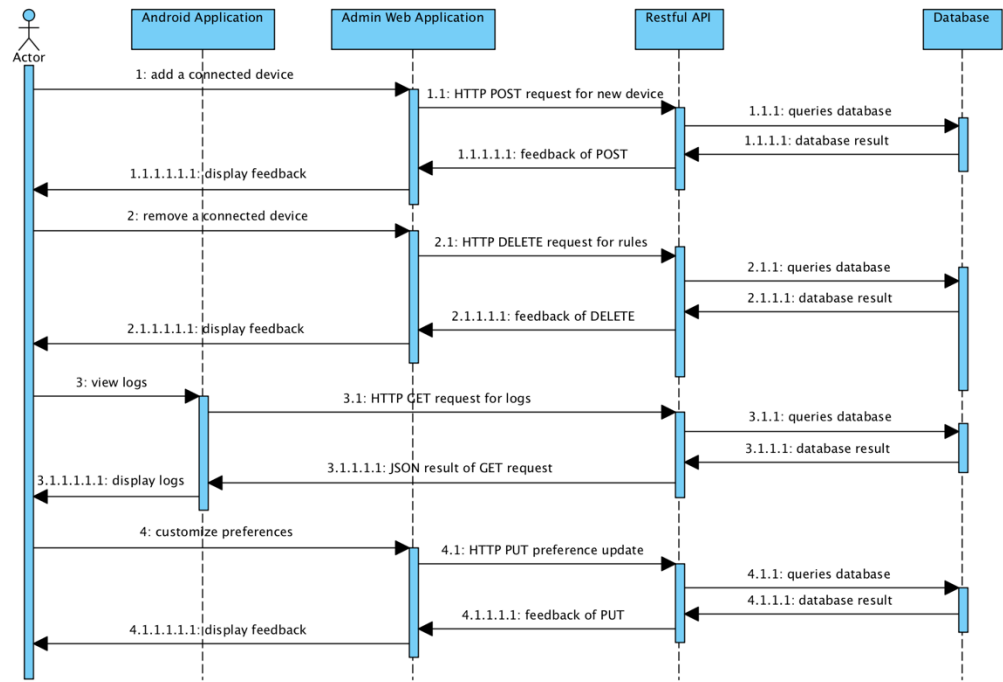 Android Application
Admin Web Application
Restful API
Database
Actor
1: add a connected device
1.1: HTTP POST request for new device
1.1.1: queries database
1.1.1.1: database result
1.1.1.1.1: feedback of POST
1.1.1.1.1.1: display feedback
2: remove a connected device
2.1: HTTP DELETE request for rules
2.1.1: queries database
2.1.1.1: database result
2.1.1.1.1: feedback of DELETE
2.1.1.1.1.1: display feedback
3: view logs
3.1: HTTP GET request for logs
3.1.1: queries database
3.1.1.1: database result
3.1.1.1.1: JSON result of GET request
3.1.1.1.1.1: display logs
4: customize preferences
4.1: HTTP PUT preference update
4.1.1: queries database
4.1.1.1: database result
4.1.1.1.1: feedback of PUT
4.1.1.1.1.1: display feedback